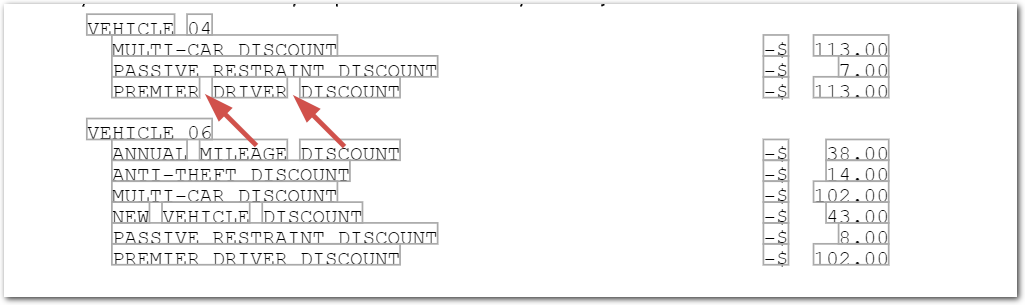 VEHICLE 04
MULTI-CAR DISCOUNT -$ 113.00
PASSIVE RESTRAINT DISCOUNT -$ 7.00
PREMIER DRIVER DISCOUNT -$ 113.00
VEHICLE 06
ANNUAL MILEAGE DISCOUNT -$ 38.00
ANTI-THEFT DISCOUNT -$ 14.00
MULTI-CAR DISCOUNT -$ 102.00
NEW VEHICLE DISCOUNT -$ 43.00
PASSIVE RESTRAINT DISCOUNT -$ 8.00
PREMIER DRIVER DISCOUNT -$ 102.00